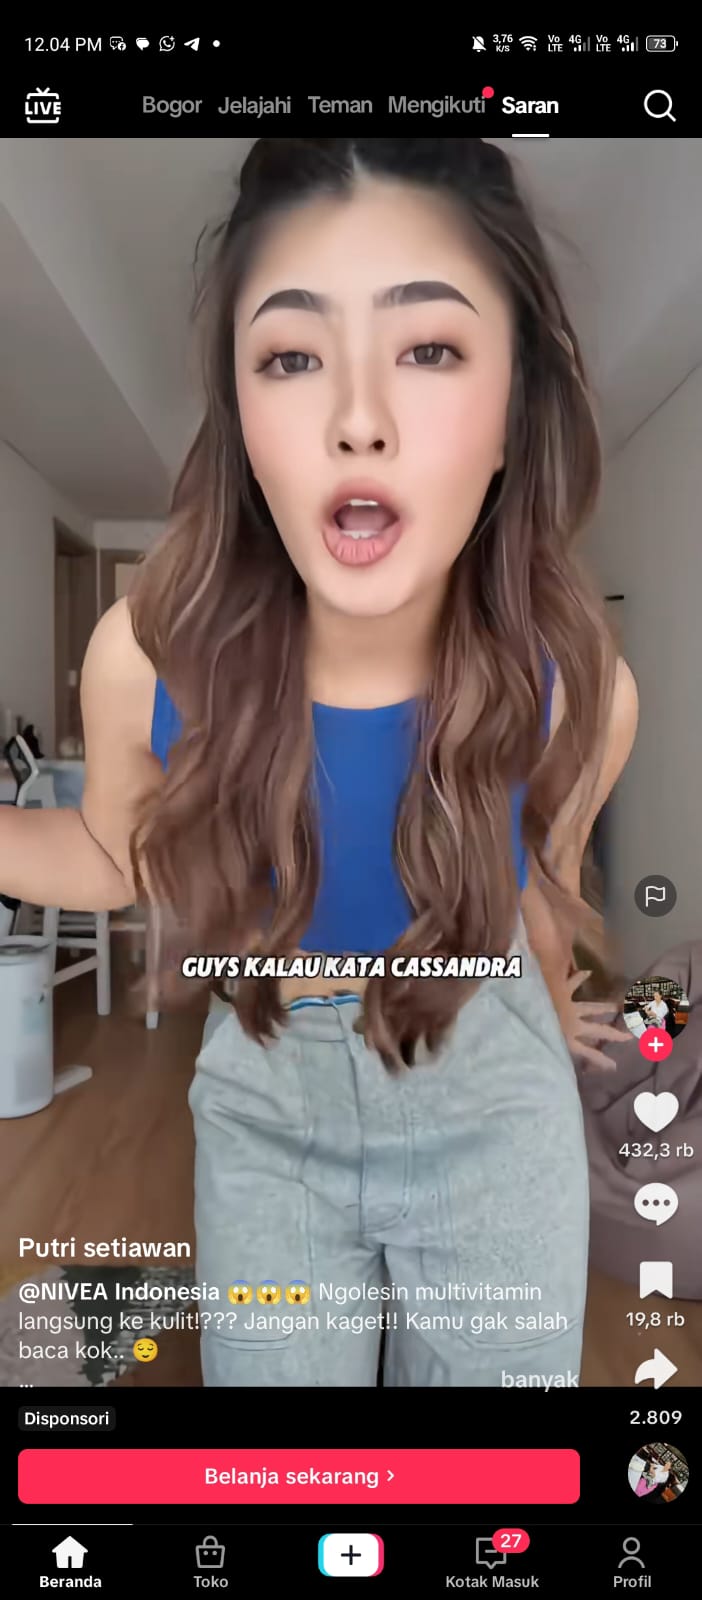 12.04 PM
3,76 K/S
Vo LTE 4G Vo LTE 4G 73
LIVE Bogor Jelajahi Teman Mengikuti Saran
GUYS KALAU KATA CASSANDRA
432,3 rb
Putri setiawan
@NIVEA Indonesia 😱😱😱 Ngolesin multivitamin
langsung ke kulit!??? Jangan kaget!! Kamu gak salah
baca kok.. 😌
... banyak
19,8 rb
2.809
Disponsori
Belanja sekarang ›
27
Beranda Toko Kotak Masuk Profil